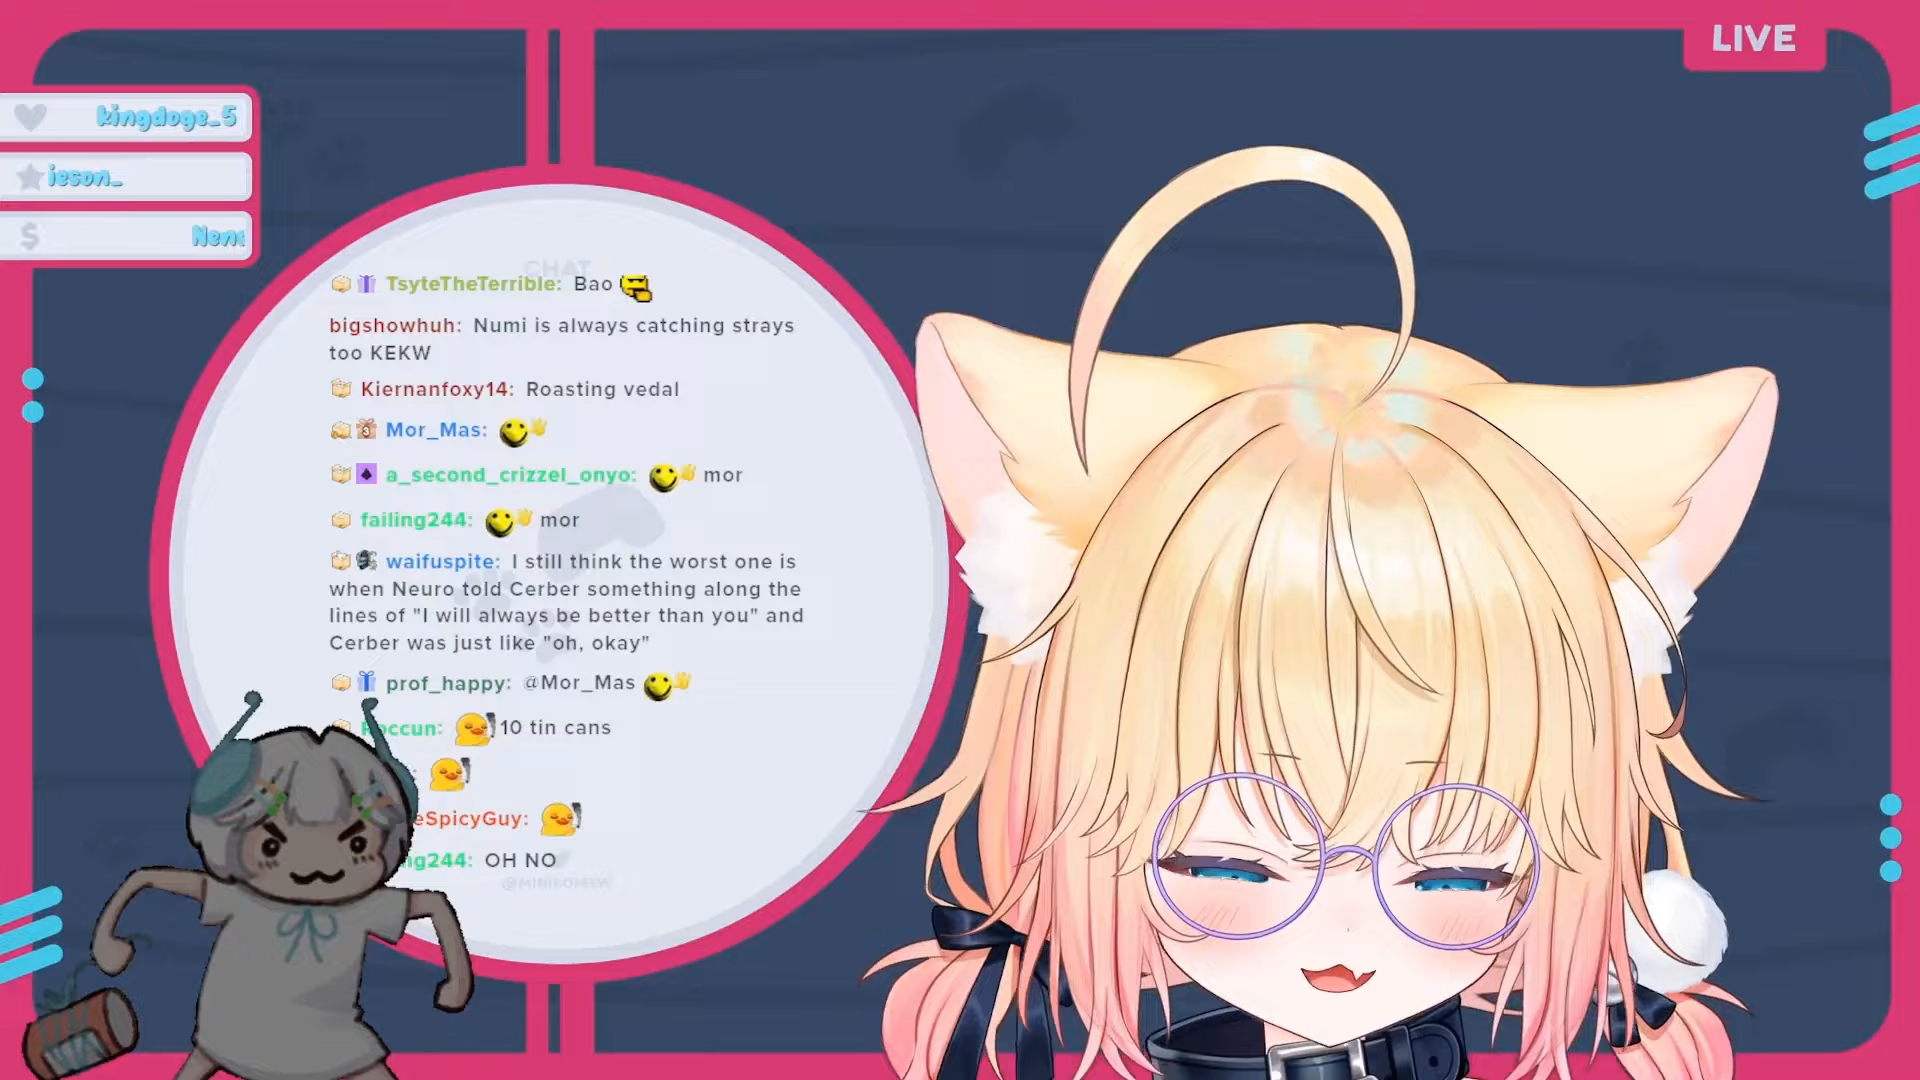 LIVE
kingdoge_5
ieson_
CHAT
TsyteTheTerrible: Bao
bigshowhuh: Numi is always catching strays
too KEKW
Kiernanfoxy14: Roasting vedal
Mor_Mas:
a_second_crizzel_onyo: mor
failing244: mor
waifuspite: I still think the worst one is
when Neuro told Cerber something along the
lines of "I will always be better than you" and
Cerber was just like "oh, okay"
prof_happy: @Mor_Mas
occun: 10 tin cans
:
eSpicyGuy:
ng244: OH NO